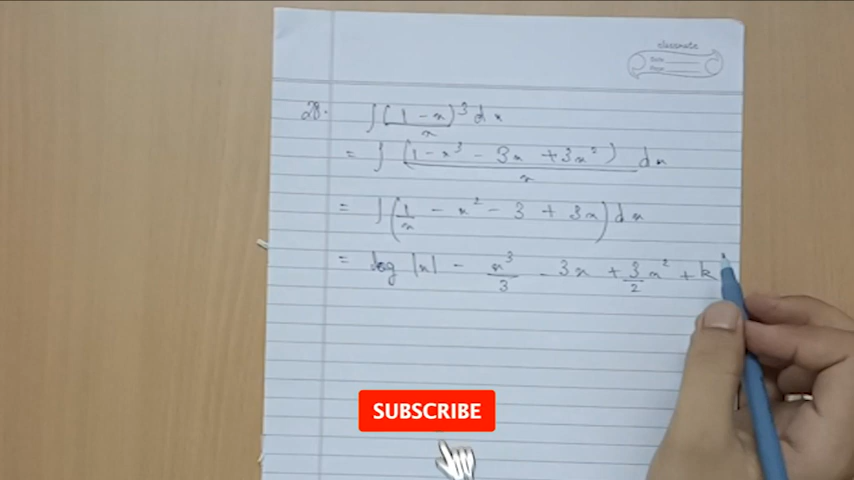 classmate
Date
Page
28. ∫ (1 - x)³ / x dx
= ∫ (1 - x³ - 3x + 3x²) / x dx
= ∫ (1/x - x² - 3 + 3x) dx
= log |x| - x³/3 - 3x + 3/2 x² + k
SUBSCRIBE